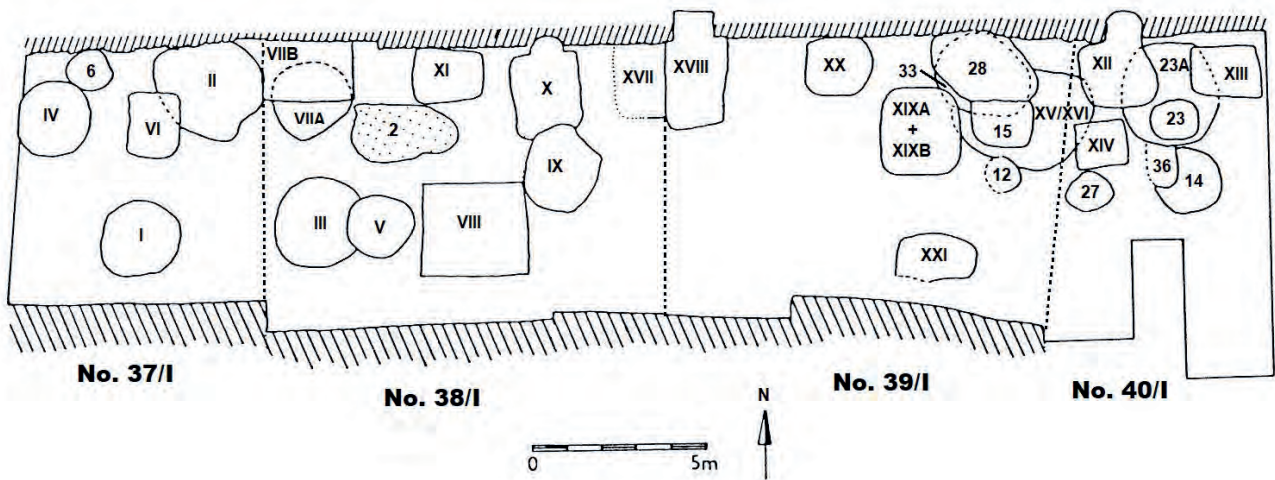 6
IV
VI
II
I
VIIB
VIIA
2
XI
III
V
VIII
X
IX
XVII
XVIII
XX
33
28
XIXA
+
XIXB
15
XV/XVI
12
XXI
XII
23A
XIII
23
XIV
36
14
27
No. 37/I
No. 38/I
No. 39/I
No. 40/I
N
0 5m